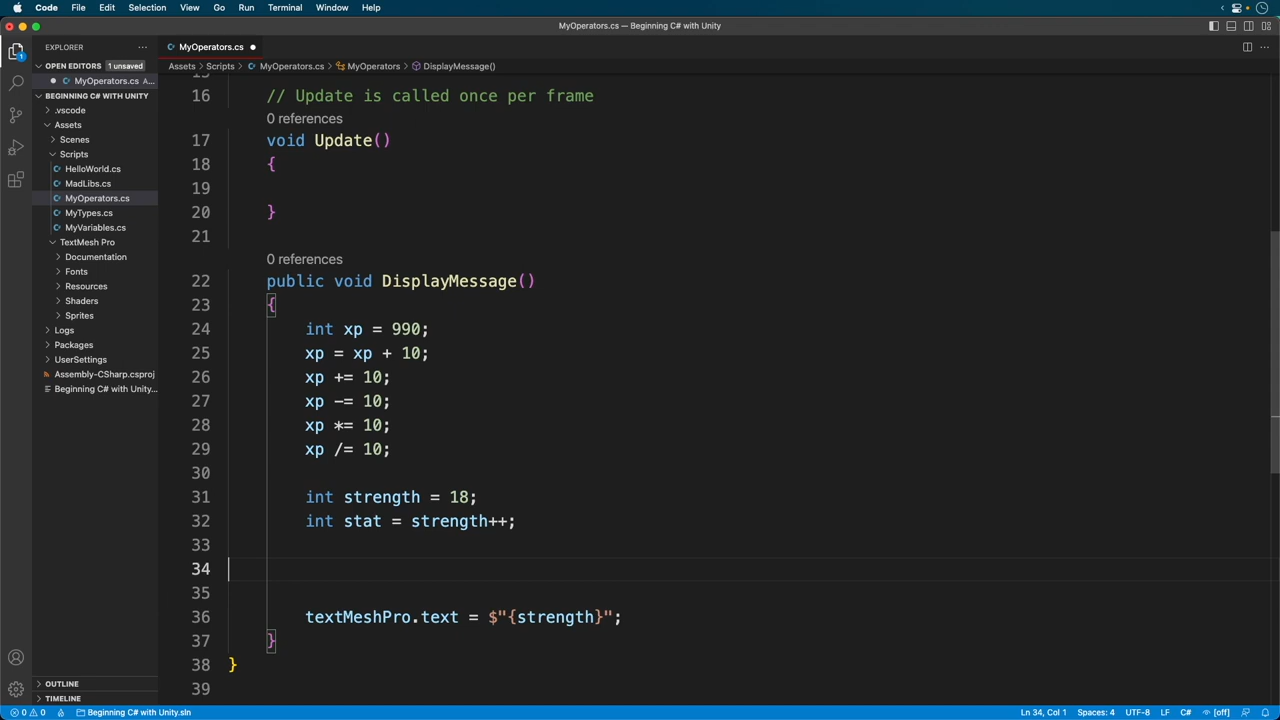 Code File Edit Selection View Go Run Terminal Window Help
MyOperators.cs — Beginning C# with Unity
EXPLORER
MyOperators.cs
OPEN EDITORS 1 unsaved
MyOperators.cs A...
BEGINNING C# WITH UNITY
.vscode
Assets
Scenes
Scripts
HelloWorld.cs
MadLibs.cs
MyOperators.cs
MyTypes.cs
MyVariables.cs
TextMesh Pro
Documentation
Fonts
Resources
Shaders
Sprites
Logs
Packages
UserSettings
Assembly-CSharp.csproj
Beginning C# with Unity...
OUTLINE
TIMELINE
Assets > Scripts > MyOperators.cs > MyOperators > DisplayMessage()
15
16 // Update is called once per frame
0 references
17 void Update()
18 {
19
20 }
21
0 references
22 public void DisplayMessage()
23 {
24 int xp = 990;
25 xp = xp + 10;
26 xp += 10;
27 xp -= 10;
28 xp *= 10;
29 xp /= 10;
30
31 int strength = 18;
32 int stat = strength++;
33
34
35
36 textMeshPro.text = $"{strength}";
37 }
38 }
39
1
0 0 Beginning C# with Unity.sln Ln 34, Col 1 Spaces: 4 UTF-8 LF C# [off]